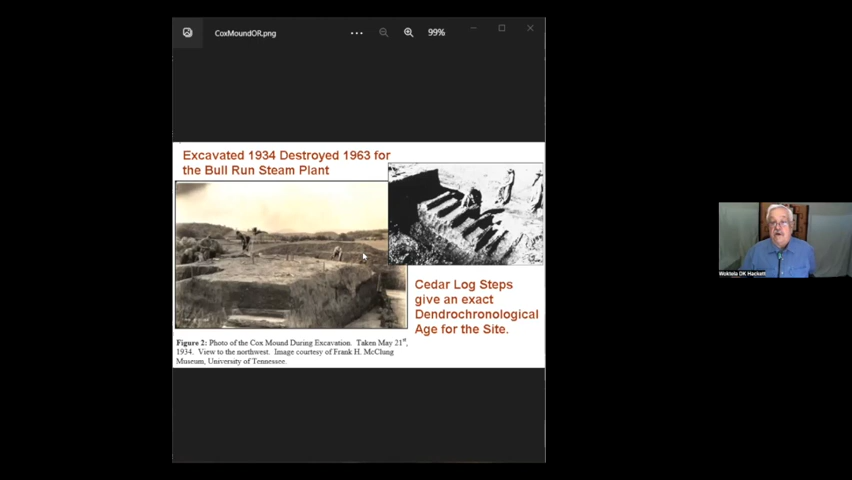 CoxMoundOR.png
99%
Excavated 1934 Destroyed 1963 for
the Bull Run Steam Plant
Cedar Log Steps
give an exact
Dendrochronological
Age for the Site.
Figure 2: Photo of the Cox Mound During Excavation. Taken May 21st,
1934. View to the northwest. Image courtesy of Frank H. McClung
Museum, University of Tennessee.
Woktela DK Hackett